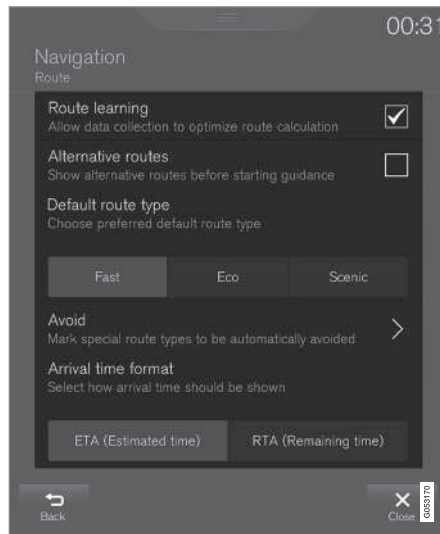 00:31
Navigation
Route
Route learning
Allow data collection to optimize route calculation
Alternative routes
Show alternative routes before starting guidance
Default route type
Choose preferred default route type
Fast Eco Scenic
Avoid
Mark special route types to be automatically avoided
Arrival time format
Select how arrival time should be shown
ETA (Estimated time) RTA (Remaining time)
Back Close
G053170